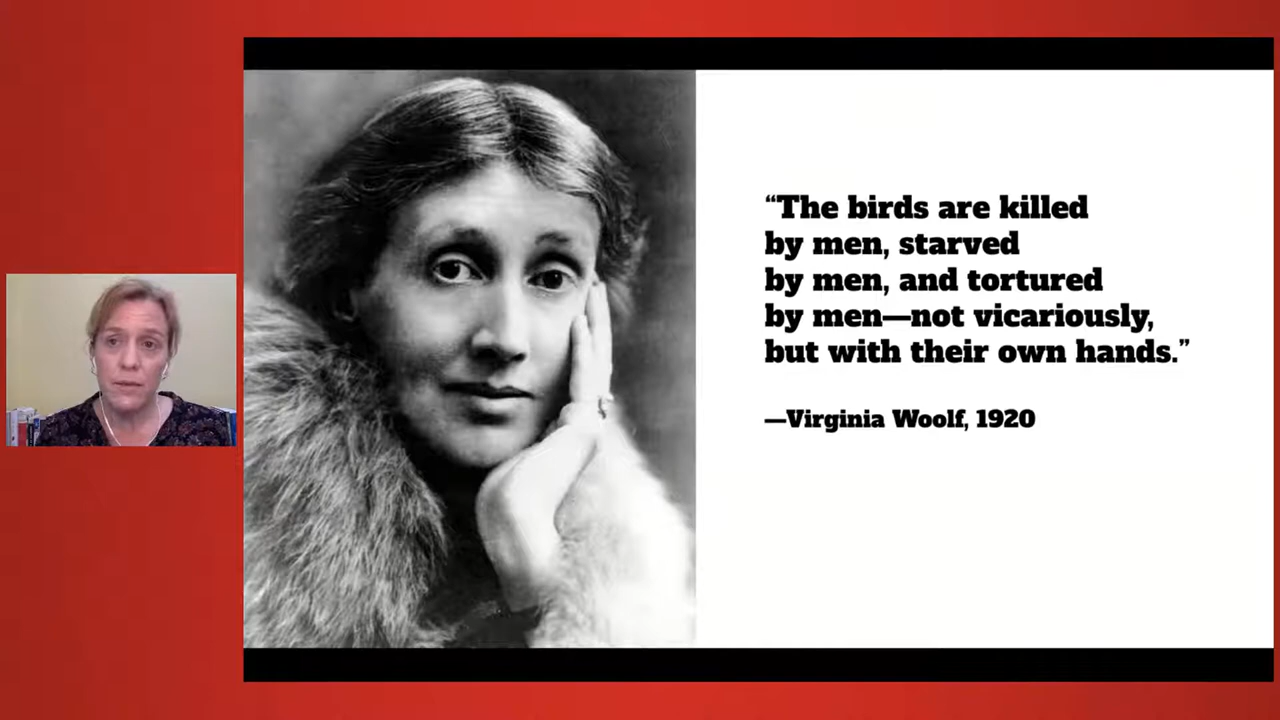 “The birds are killed
by men, starved
by men, and tortured
by men—not vicariously,
but with their own hands.”
—Virginia Woolf, 1920